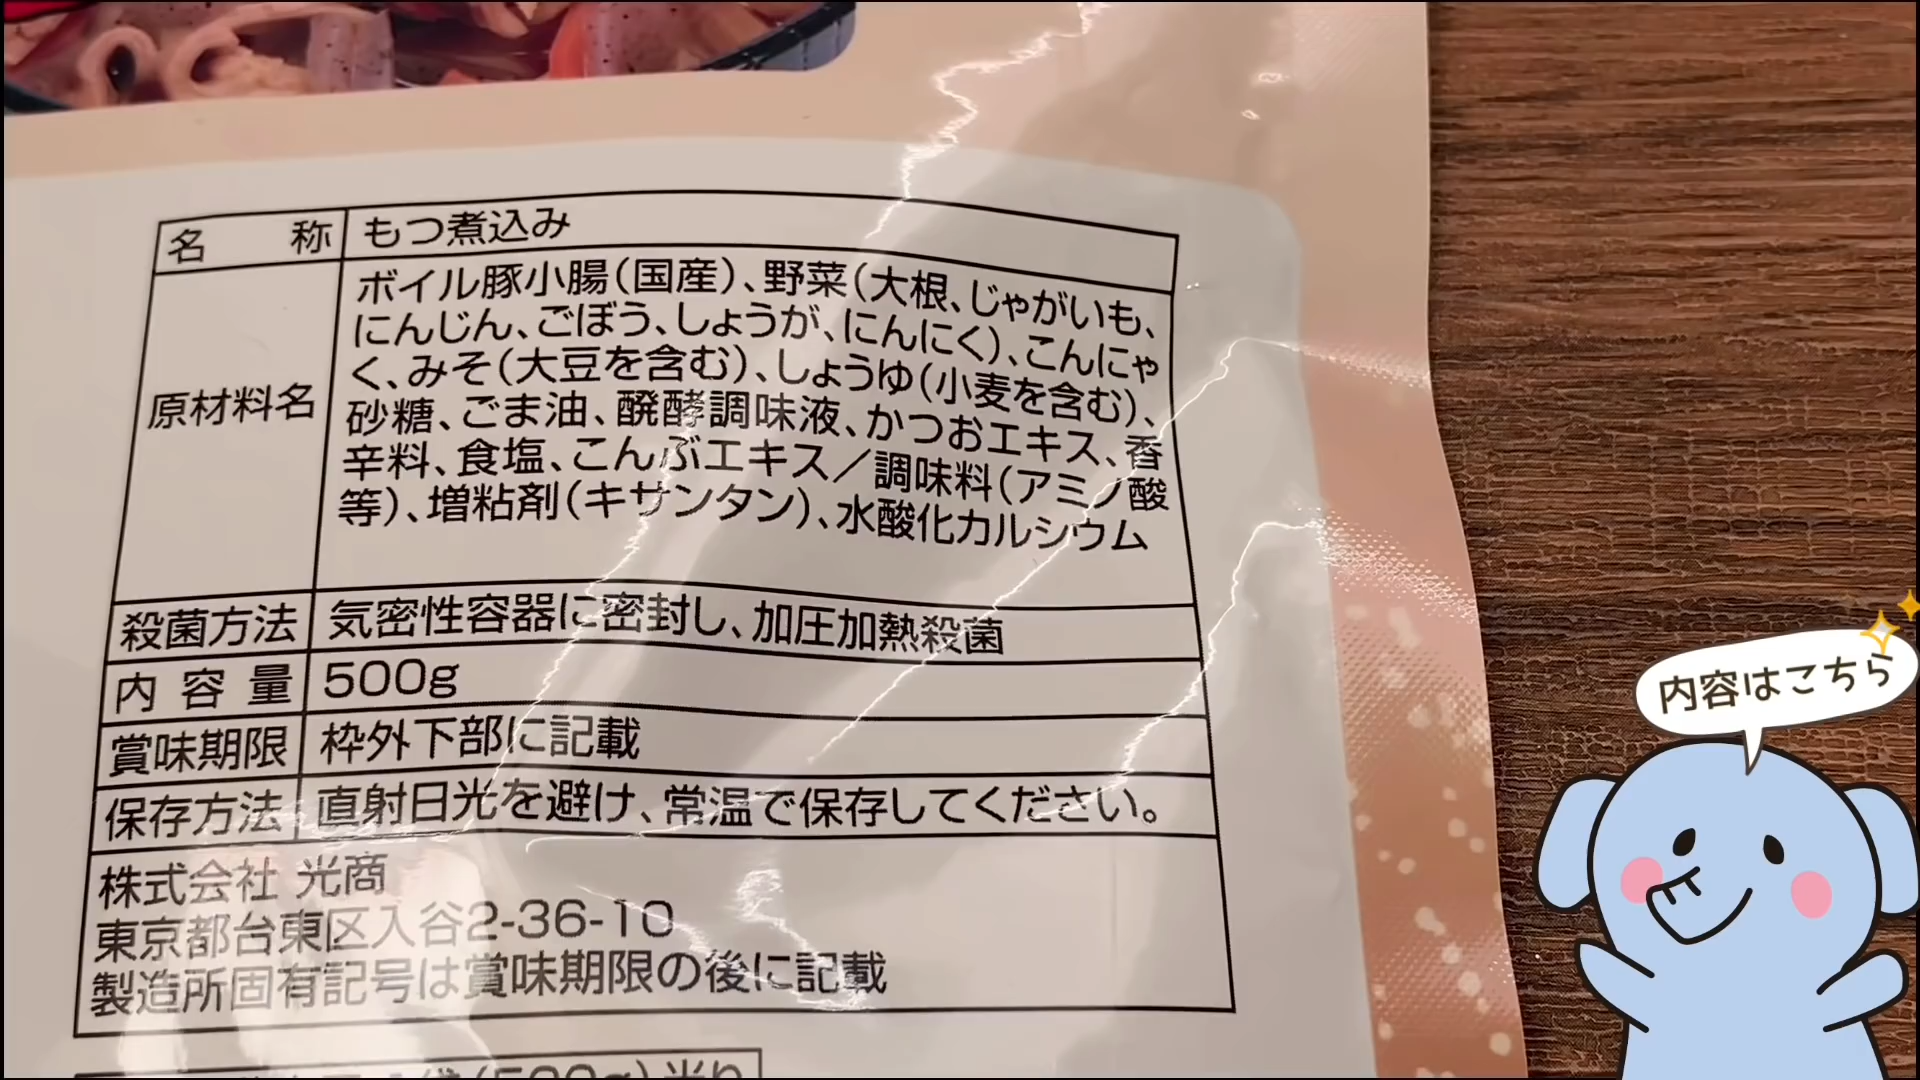 名称 もつ煮込み
原材料名
ボイル豚小腸(国産)、野菜(大根、じゃがいも、
にんじん、ごぼう、しょうが、にんにく)、こんにゃ
く、みそ(大豆を含む)、しょうゆ(小麦を含む)、
砂糖、ごま油、醗酵調味液、かつおエキス、香
辛料、食塩、こんぶエキス/調味料(アミノ酸
等)、増粘剤(キサンタン)、水酸化カルシウム
殺菌方法 気密性容器に密封し、加圧加熱殺菌
内容量 500g
賞味期限 枠外下部に記載
保存方法 直射日光を避け、常温で保存してください。
株式会社 光商
東京都台東区入谷2-36-10
製造所固有記号は賞味期限の後に記載
(500g)当り
内容はこちら